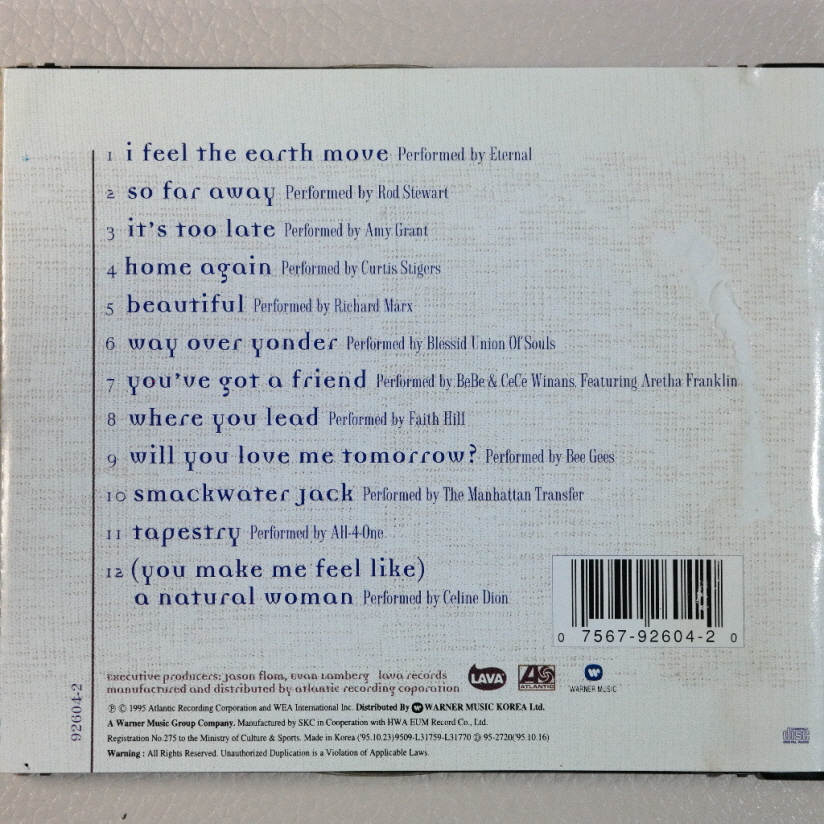 1 i feel the earth move Performed by Eternal
2 so far away Performed by Rod Stewart
3 it's too late Performed by Amy Grant
4 home again Performed by Curtis Stigers
5 beautiful Performed by Richard Marx
6 way over yonder Performed by Blessid Union Of Souls
7 you've got a friend Performed by BeBe & CeCe Winans, Featuring Aretha Franklin
8 where you lead Performed by Faith Hill
9 will you love me tomorrow? Performed by Bee Gees
10 smackwater jack Performed by The Manhattan Transfer
11 tapestry Performed by All-4-One
12 (you make me feel like)
a natural woman Performed by Celine Dion
0 7567-92604-2 0
executive producers: jason flom, evan lamberg lava records
manufactured and distributed by atlantic recording coporation
LAVA
ATLANTIC
WARNER MUSIC
℗ © 1995 Atlantic Recording Corporation and WEA International Inc. Distributed By WARNER MUSIC KOREA Ltd.
A Warner Music Group Company. Manufactured by SKC in Cooperation with HWA EUM Record Co., Ltd.
Registration No.275 to the Ministry of Culture & Sports. Made in Korea ('95.10.23)9509-L31759-L31770 95-2720('95.10.16)
Warning : All Rights Reserved. Unauthorized Duplication is a Violation of Applicable Laws.
92604-2
COMPACT disc DIGITAL AUDIO